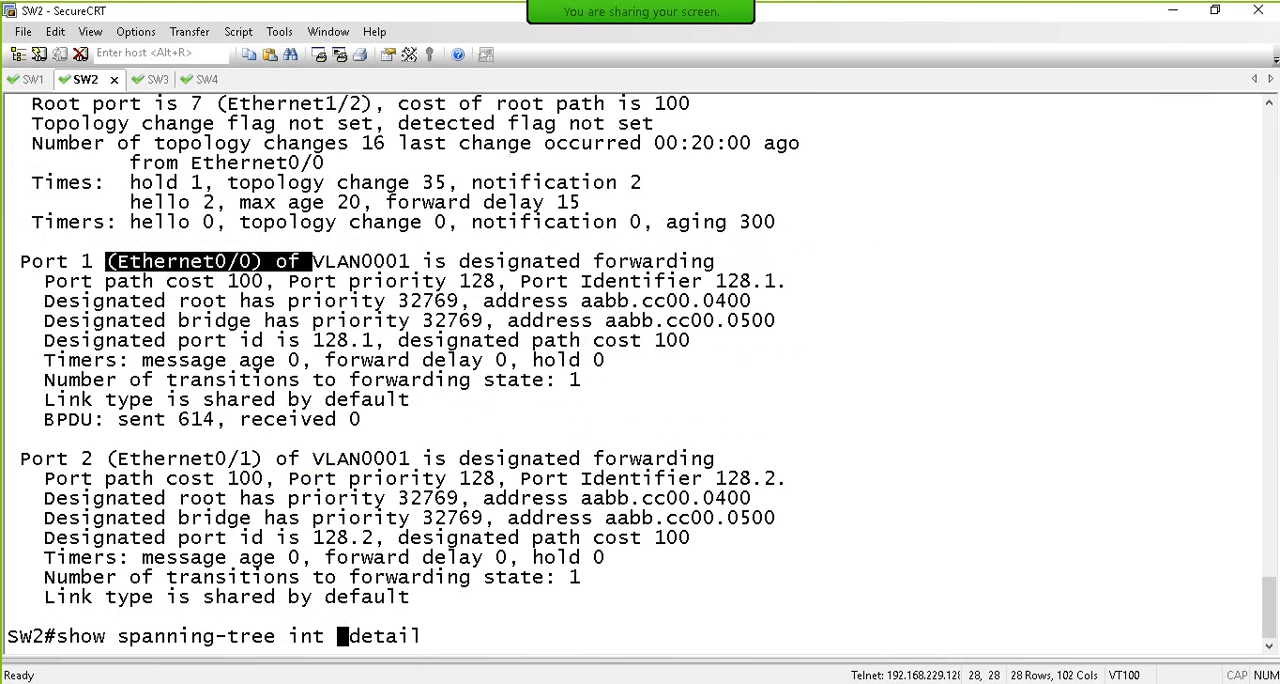 You are sharing your screen.
SW2 - SecureCRT
File Edit View Options Transfer Script Tools Window Help
Enter host <Alt+R>
SW1 SW2 SW3 SW4
Root port is 7 (Ethernet1/2), cost of root path is 100
Topology change flag not set, detected flag not set
Number of topology changes 16 last change occurred 00:20:00 ago
from Ethernet0/0
Times: hold 1, topology change 35, notification 2
hello 2, max age 20, forward delay 15
Timers: hello 0, topology change 0, notification 0, aging 300
Port 1 (Ethernet0/0) of VLAN0001 is designated forwarding
Port path cost 100, Port priority 128, Port Identifier 128.1.
Designated root has priority 32769, address aabb.cc00.0400
Designated bridge has priority 32769, address aabb.cc00.0500
Designated port id is 128.1, designated path cost 100
Timers: message age 0, forward delay 0, hold 0
Number of transitions to forwarding state: 1
Link type is shared by default
BPDU: sent 614, received 0
Port 2 (Ethernet0/1) of VLAN0001 is designated forwarding
Port path cost 100, Port priority 128, Port Identifier 128.2.
Designated root has priority 32769, address aabb.cc00.0400
Designated bridge has priority 32769, address aabb.cc00.0500
Designated port id is 128.2, designated path cost 100
Timers: message age 0, forward delay 0, hold 0
Number of transitions to forwarding state: 1
Link type is shared by default
SW2#show spanning-tree int detail
Ready Telnet: 192.168.229.12 28, 28 28 Rows, 102 Cols VT100 CAP NUM